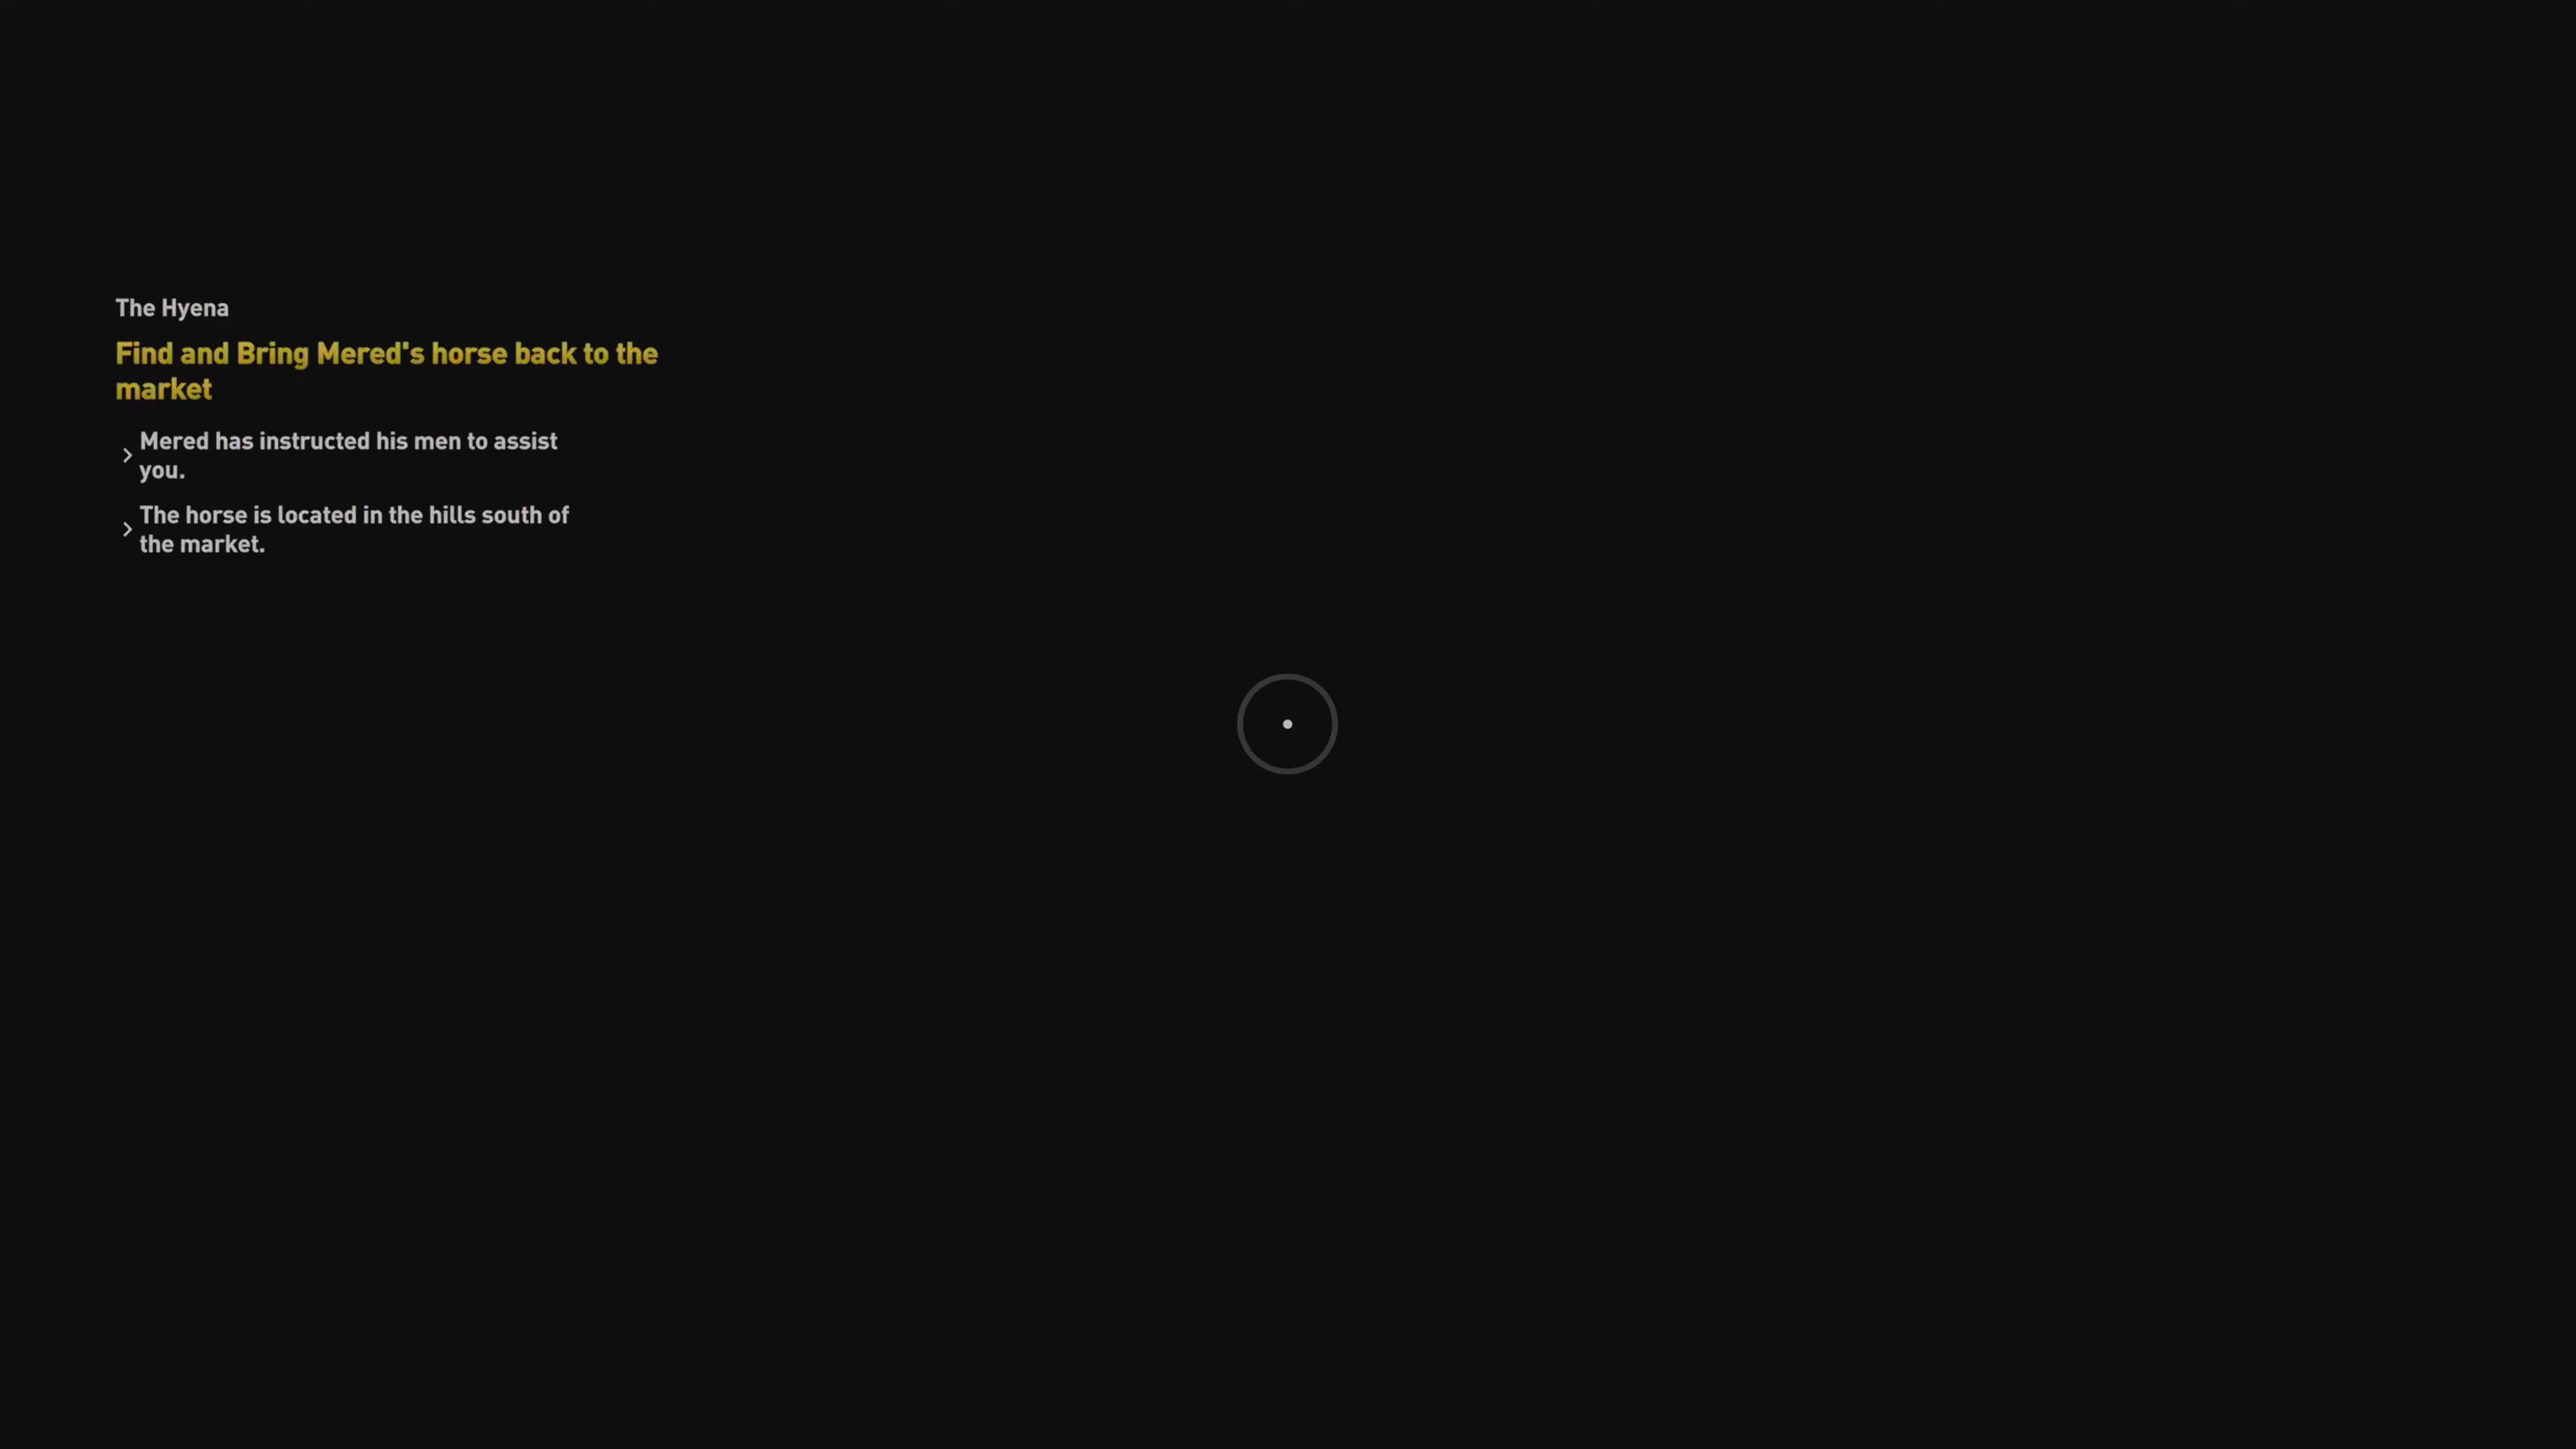 The Hyena
Find and Bring Mered's horse back to the
market
Mered has instructed his men to assist
you.
The horse is located in the hills south of
the market.